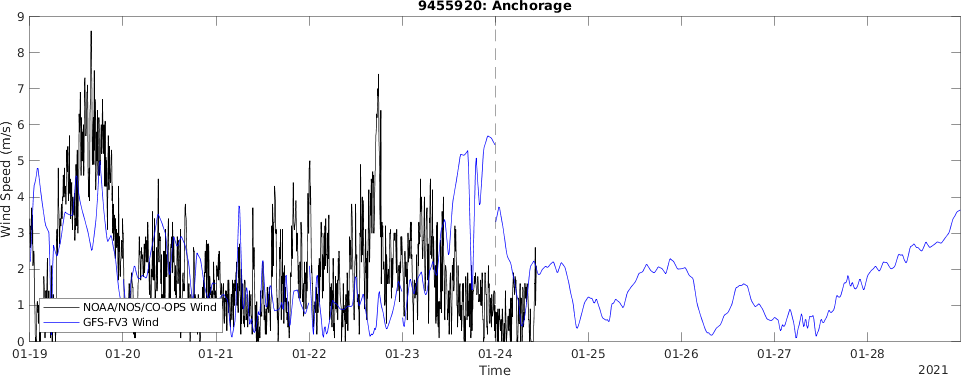 9455920: Anchorage
9
8
7
6
5
4
3
2
1
0
Wind Speed (m/s)
NOAA/NOS/CO-OPS Wind
GFS-FV3 Wind
01-19 01-20 01-21 01-22 01-23 01-24 01-25 01-26 01-27 01-28
Time
2021